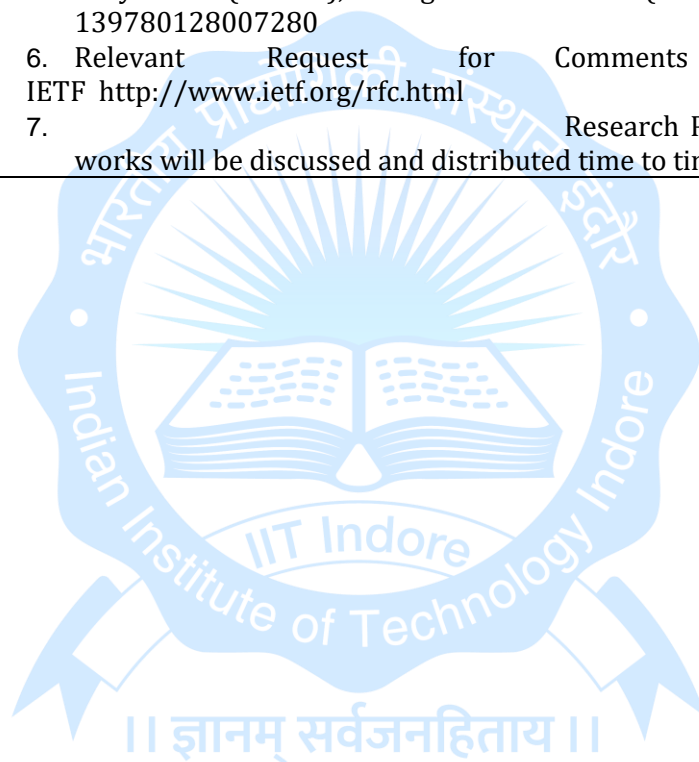 139780128007280
6. Relevant Request for Comments
IETF http://www.ietf.org/rfc.html
7. Research
works will be discussed and distributed time to
भारतीय प्रौद्योगिकी संस्थान इंदौर
IIT Indore
Indian Institute of Technology Indore
।। ज्ञानम् सर्वजनहिताय ।।